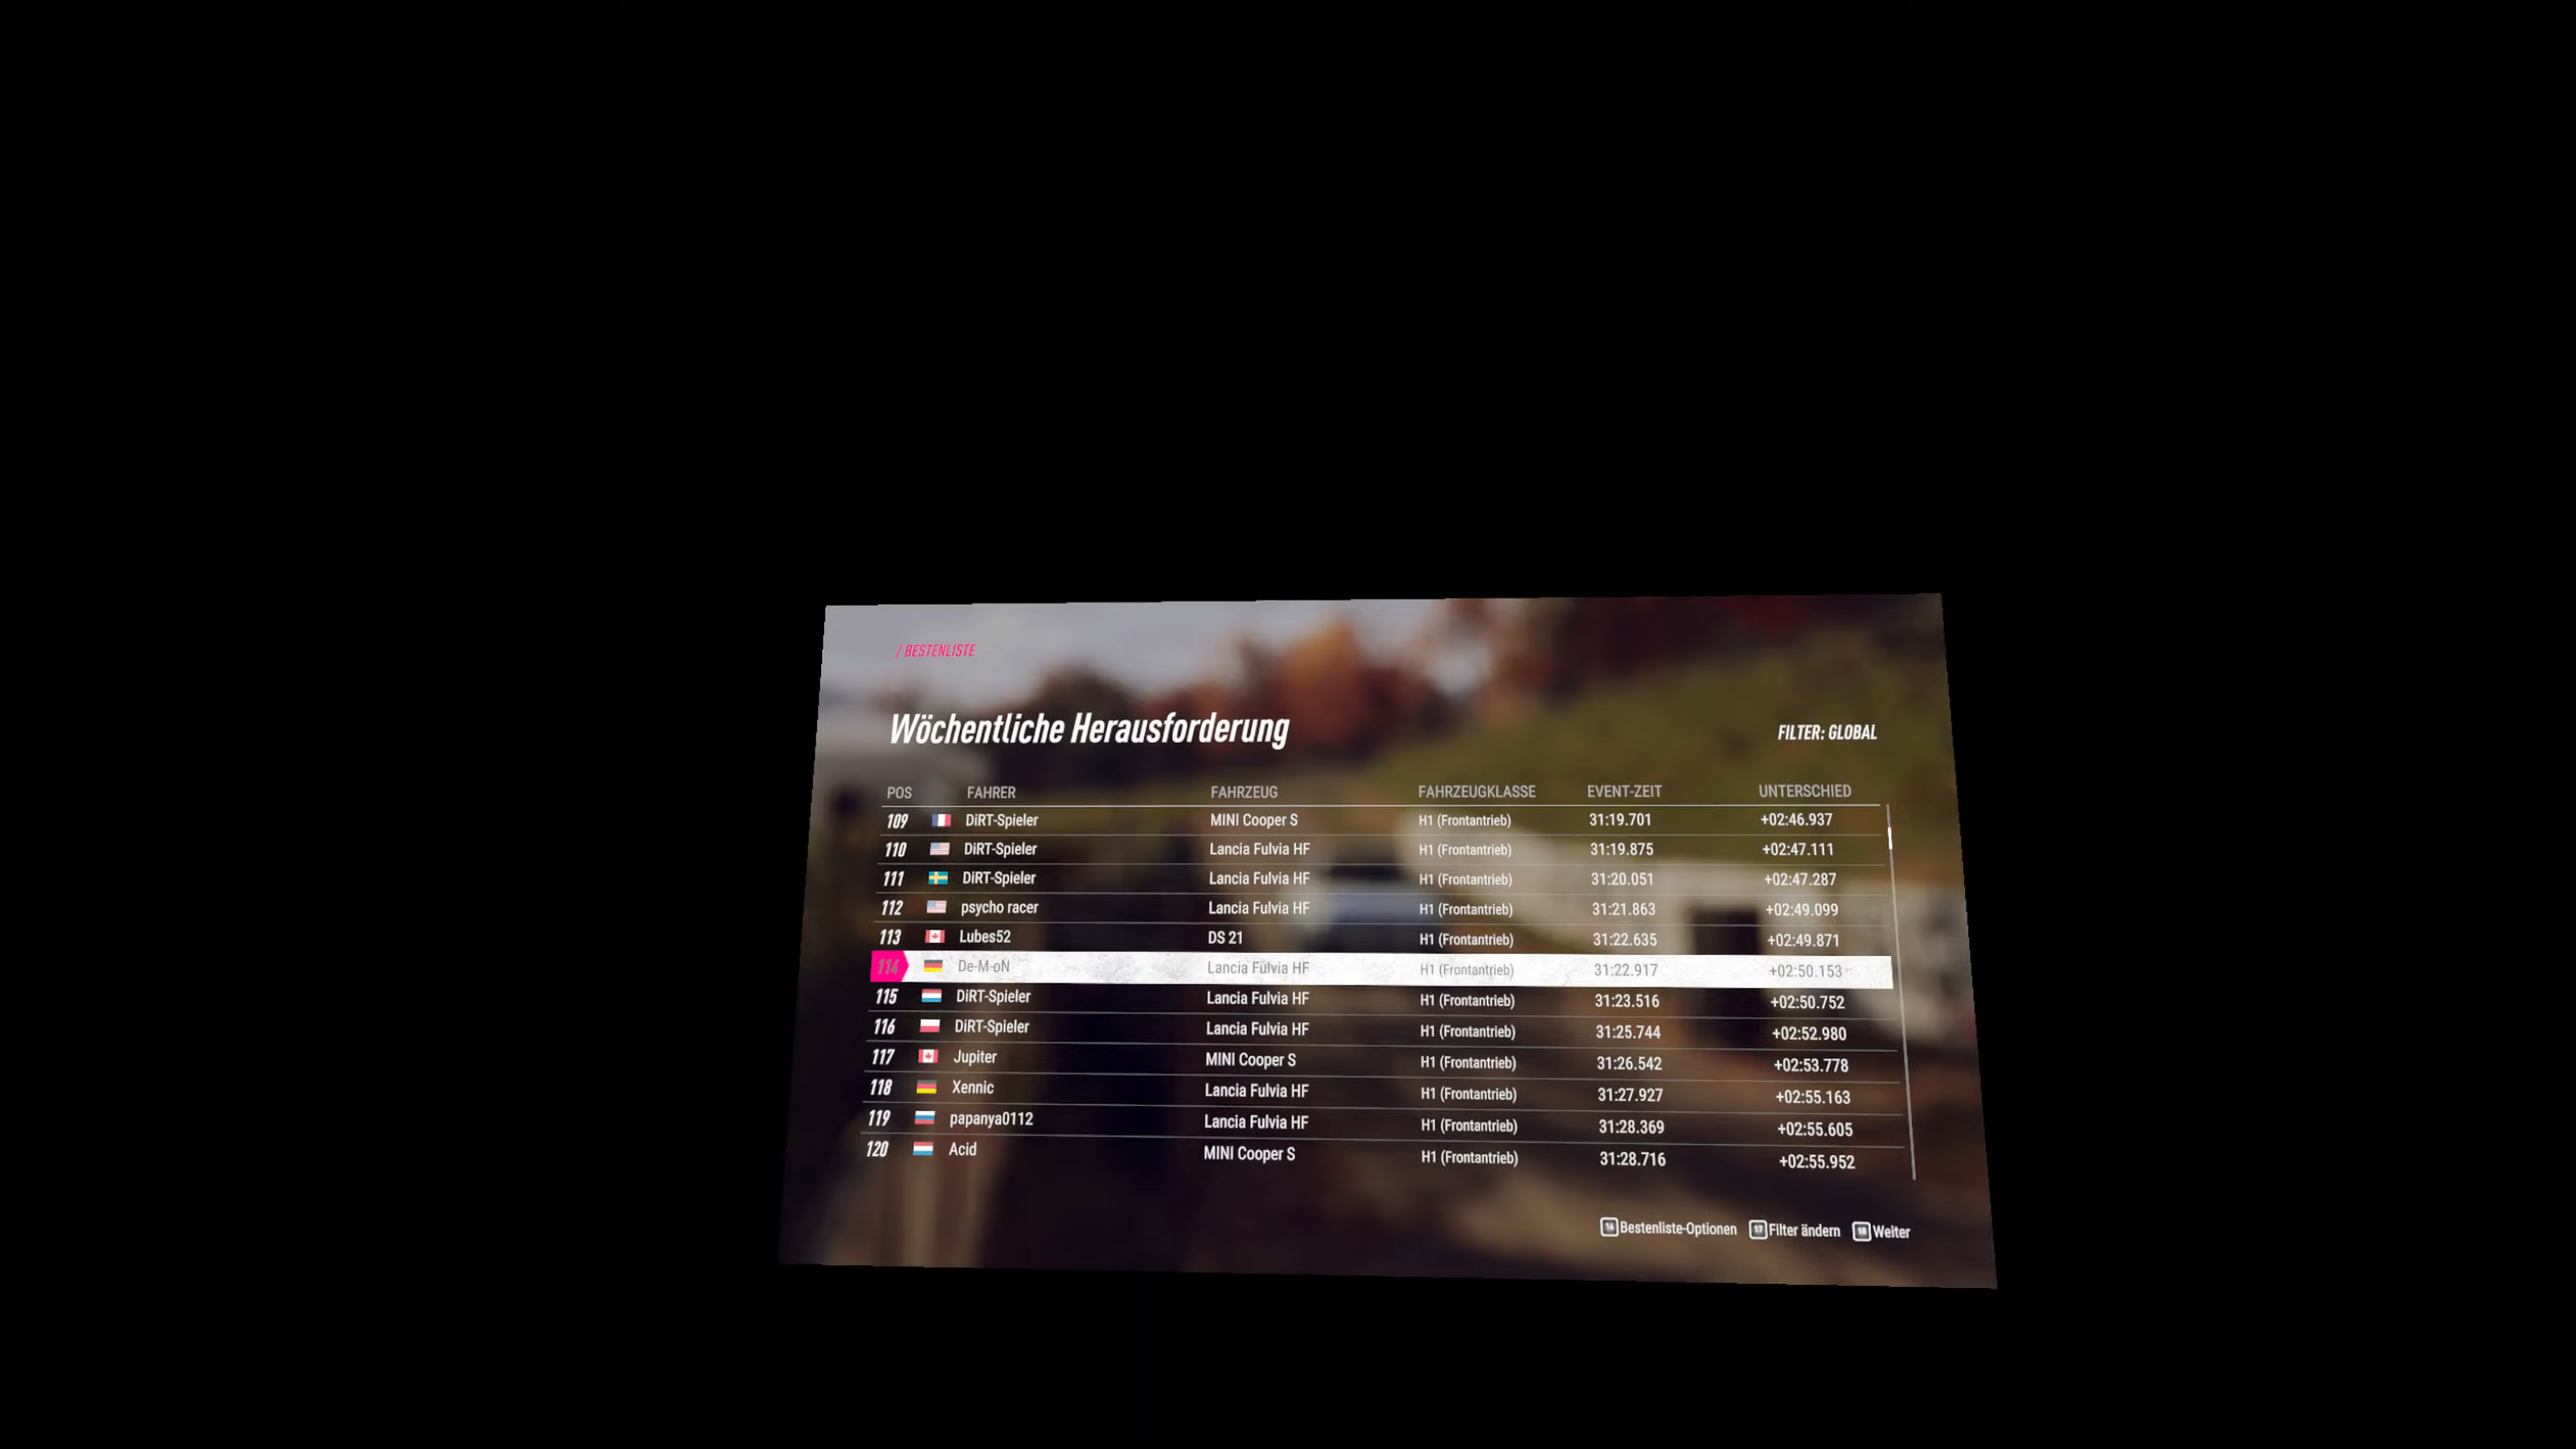 / BESTENLISTE
Wöchentliche Herausforderung
FILTER: GLOBAL
POS FAHRER FAHRZEUG FAHRZEUGKLASSE EVENT-ZEIT UNTERSCHIED
109 DiRT-Spieler MINI Cooper S H1 (Frontantrieb) 31:19.701 +02:46.937
110 DiRT-Spieler Lancia Fulvia HF H1 (Frontantrieb) 31:19.875 +02:47.111
111 DiRT-Spieler Lancia Fulvia HF H1 (Frontantrieb) 31:20.051 +02:47.287
112 psycho racer Lancia Fulvia HF H1 (Frontantrieb) 31:21.863 +02:49.099
113 Lubes52 DS 21 H1 (Frontantrieb) 31:22.635 +02:49.871
114 De-M-oN Lancia Fulvia HF H1 (Frontantrieb) 31:22.917 +02:50.153
115 DiRT-Spieler Lancia Fulvia HF H1 (Frontantrieb) 31:23.516 +02:50.752
116 DiRT-Spieler Lancia Fulvia HF H1 (Frontantrieb) 31:25.744 +02:52.980
117 Jupiter MINI Cooper S H1 (Frontantrieb) 31:26.542 +02:53.778
118 Xennic Lancia Fulvia HF H1 (Frontantrieb) 31:27.927 +02:55.163
119 papanya0112 Lancia Fulvia HF H1 (Frontantrieb) 31:28.369 +02:55.605
120 Acid MINI Cooper S H1 (Frontantrieb) 31:28.716 +02:55.952
Bestenliste-Optionen Filter ändern Weiter